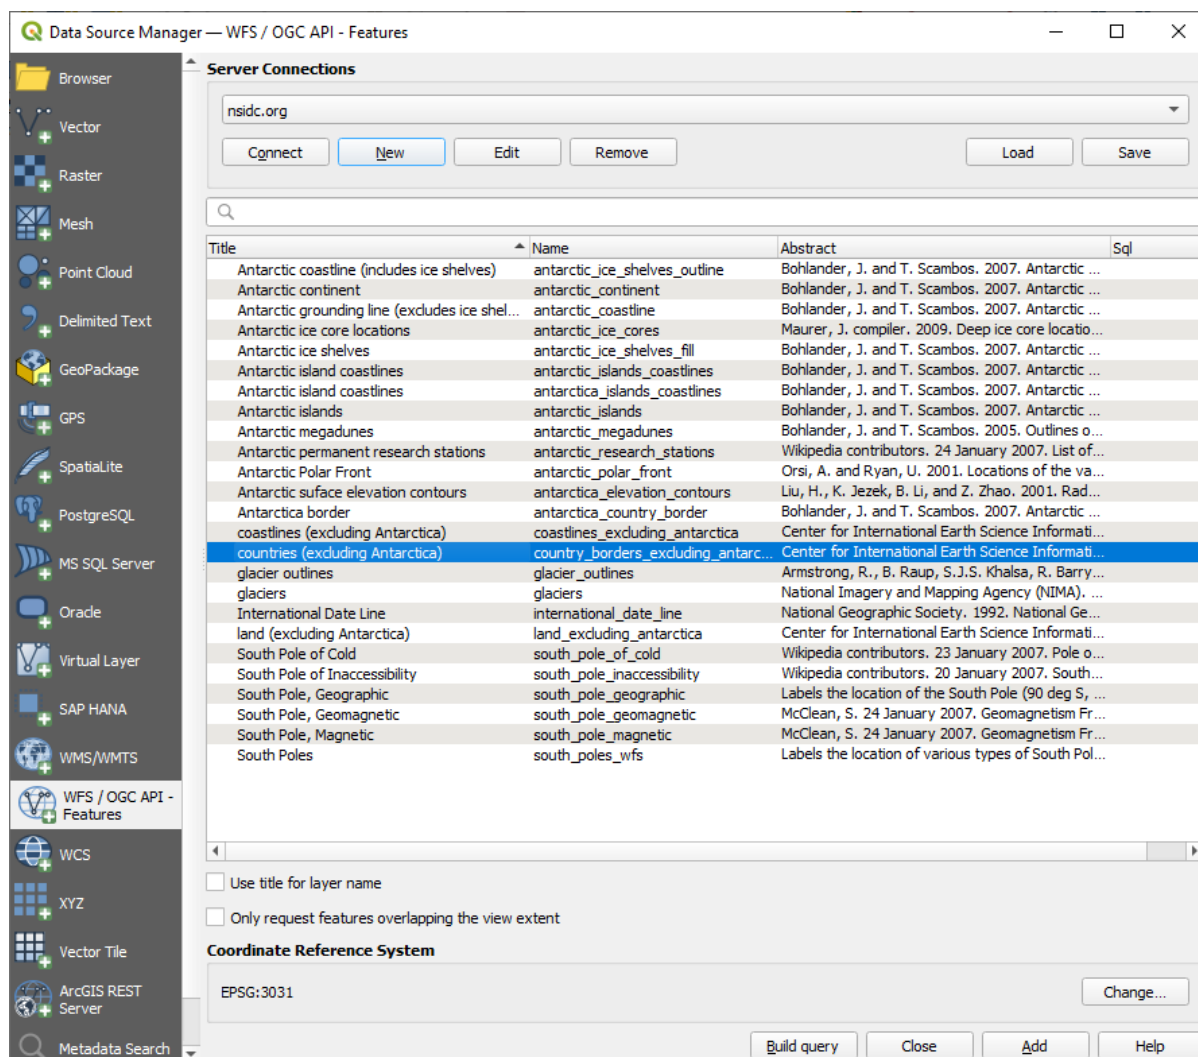 Data Source Manager — WFS / OGC API - Features
Browser
Vector
Raster
Mesh
Point Cloud
Delimited Text
GeoPackage
GPS
SpatiaLite
PostgreSQL
MS SQL Server
Oracle
Virtual Layer
SAP HANA
WMS/WMTS
WFS / OGC API -
Features
WCS
XYZ
Vector Tile
ArcGIS REST
Server
Metadata Search
Server Connections
nsidc.org
Connect New Edit Remove Load Save
Title Name Abstract Sql
Antarctic coastline (includes ice shelves) antarctic_ice_shelves_outline Bohlander, J. and T. Scambos. 2007. Antarctic ...
Antarctic continent antarctic_continent Bohlander, J. and T. Scambos. 2007. Antarctic ...
Antarctic grounding line (excludes ice shel... antarctic_coastline Bohlander, J. and T. Scambos. 2007. Antarctic ...
Antarctic ice core locations antarctic_ice_cores Maurer, J. compiler. 2009. Deep ice core locatio...
Antarctic ice shelves antarctic_ice_shelves_fill Bohlander, J. and T. Scambos. 2007. Antarctic ...
Antarctic island coastlines antarctic_islands_coastlines Bohlander, J. and T. Scambos. 2007. Antarctic ...
Antarctic island coastlines antarctica_islands_coastlines Bohlander, J. and T. Scambos. 2007. Antarctic ...
Antarctic islands antarctic_islands Bohlander, J. and T. Scambos. 2007. Antarctic ...
Antarctic megadunes antarctic_megadunes Bohlander, J. and T. Scambos. 2005. Outlines o...
Antarctic permanent research stations antarctic_research_stations Wikipedia contributors. 24 January 2007. List of...
Antarctic Polar Front antarctic_polar_front Orsi, A. and Ryan, U. 2001. Locations of the va...
Antarctic suface elevation contours antarctica_elevation_contours Liu, H., K. Jezek, B. Li, and Z. Zhao. 2001. Rad...
Antarctica border antarctica_country_border Bohlander, J. and T. Scambos. 2007. Antarctic ...
coastlines (excluding Antarctica) coastlines_excluding_antarctica Center for International Earth Science Informati...
countries (excluding Antarctica) country_borders_excluding_antarc... Center for International Earth Science Informati...
glacier outlines glacier_outlines Armstrong, R., B. Raup, S.J.S. Khalsa, R. Barry...
glaciers glaciers National Imagery and Mapping Agency (NIMA). ...
International Date Line international_date_line National Geographic Society. 1992. National Ge...
land (excluding Antarctica) land_excluding_antarctica Center for International Earth Science Informati...
South Pole of Cold south_pole_of_cold Wikipedia contributors. 23 January 2007. Pole o...
South Pole of Inaccessibility south_pole_inaccessibility Wikipedia contributors. 20 January 2007. South...
South Pole, Geographic south_pole_geographic Labels the location of the South Pole (90 deg S, ...
South Pole, Geomagnetic south_pole_geomagnetic McClean, S. 24 January 2007. Geomagnetism Fr...
South Pole, Magnetic south_pole_magnetic McClean, S. 24 January 2007. Geomagnetism Fr...
South Poles south_poles_wfs Labels the location of various types of South Pol...
Use title for layer name
Only request features overlapping the view extent
Coordinate Reference System
EPSG:3031 Change...
Build query Close Add Help